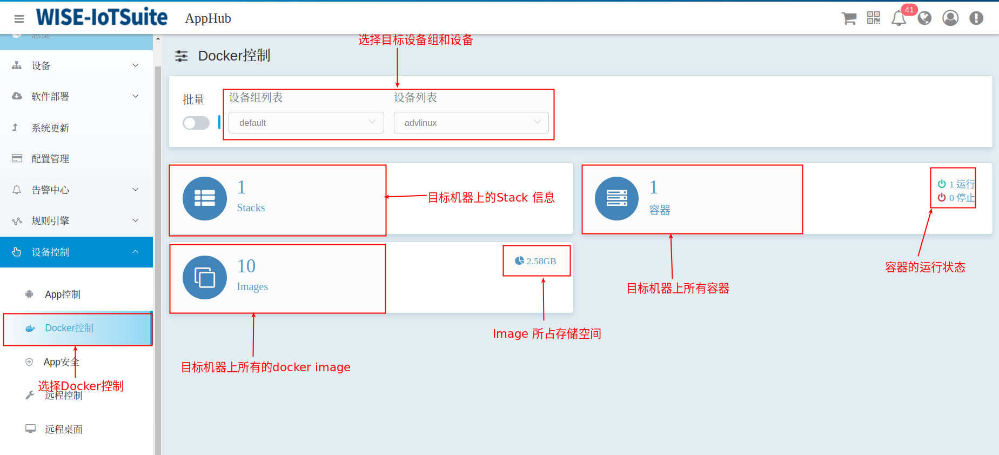 WISE-IoTSuite
AppHub
41
总览
设备
软件部署
系统更新
配置管理
告警中心
规则引擎
设备控制
App控制
Docker控制
App安全
选择Docker控制
远程控制
远程桌面
选择目标设备组和设备
Docker控制
批量
设备组列表
设备列表
default
advlinux
1
Stacks
目标机器上的Stack 信息
1
容器
1 运行
0 停止
容器的运行状态
目标机器上所有容器
10
Images
2.58GB
Image 所占存储空间
目标机器上所有的docker image